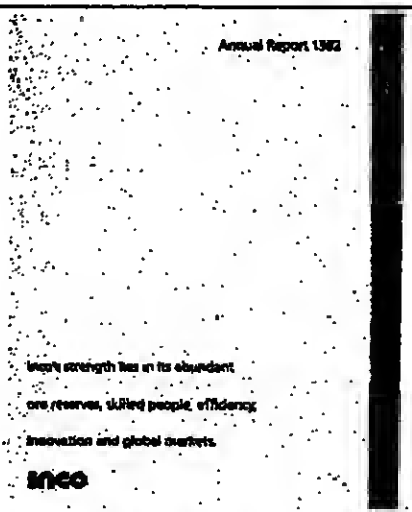 Annual Report
Inco's strength lies in its abundant
ore reserves, skilled people, efficiency,
innovation and global markets.
INCO